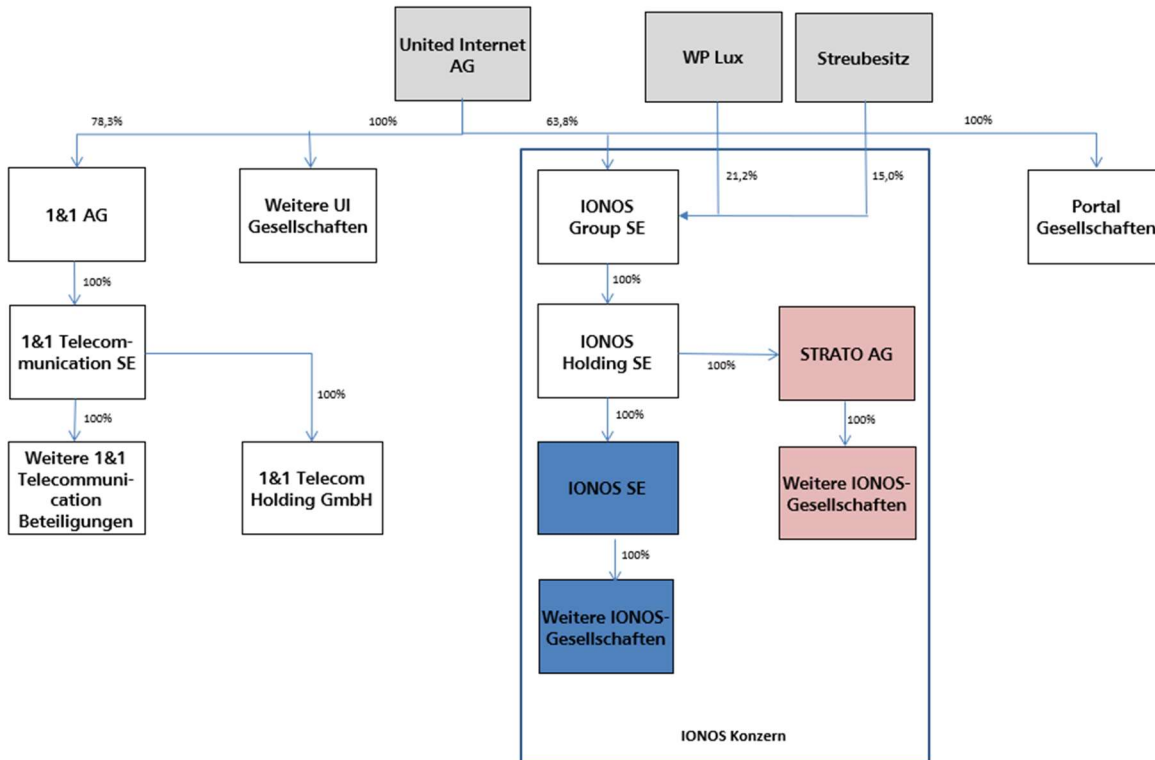 United Internet
AG
WP Lux
Streubesitz
78,3%
100%
63,8%
100%
21,2%
15,0%
1&1 AG
Weitere UI
Gesellschaften
IONOS
Group SE
Portal
Gesellschaften
100%
100%
1&1 Telecom-
munication SE
IONOS
Holding SE
100%
STRATO AG
100%
100%
100%
100%
Weitere 1&1
Telecommuni-
cation
Beteiligungen
1&1 Telecom
Holding GmbH
IONOS SE
Weitere IONOS-
Gesellschaften
100%
Weitere IONOS-
Gesellschaften
IONOS Konzern